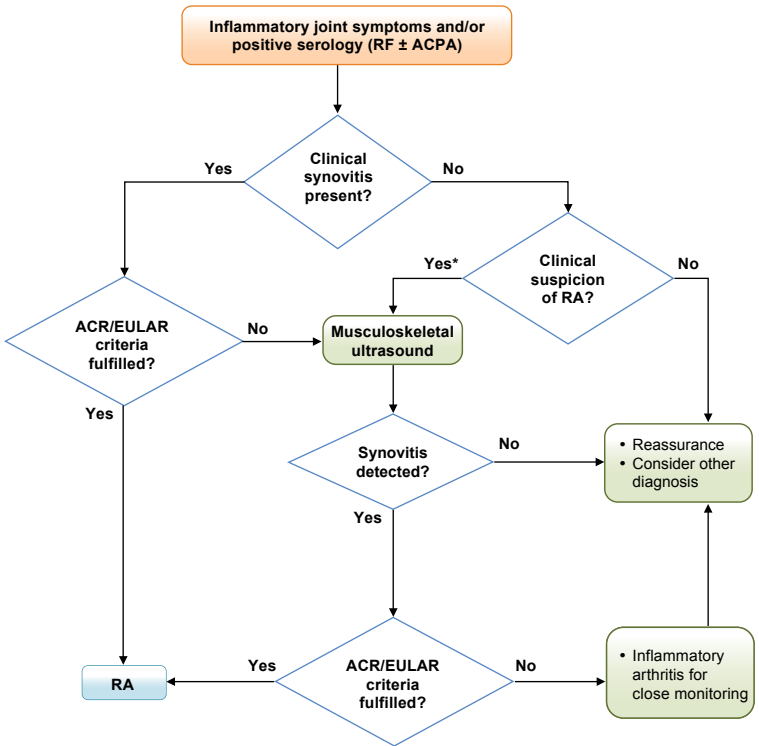 Inflammatory joint symptoms and/or
positive serology (RF ± ACPA)
Yes
Clinical
synovitis
present?
No
Yes*
Clinical
suspicion
of RA?
No
ACR/EULAR
criteria
fulfilled?
No
Musculoskeletal
ultrasound
Yes
Synovitis
detected?
No
• Reassurance
• Consider other
diagnosis
Yes
RA
Yes
ACR/EULAR
criteria
fulfilled?
No
• Inflammatory
arthritis for
close monitoring